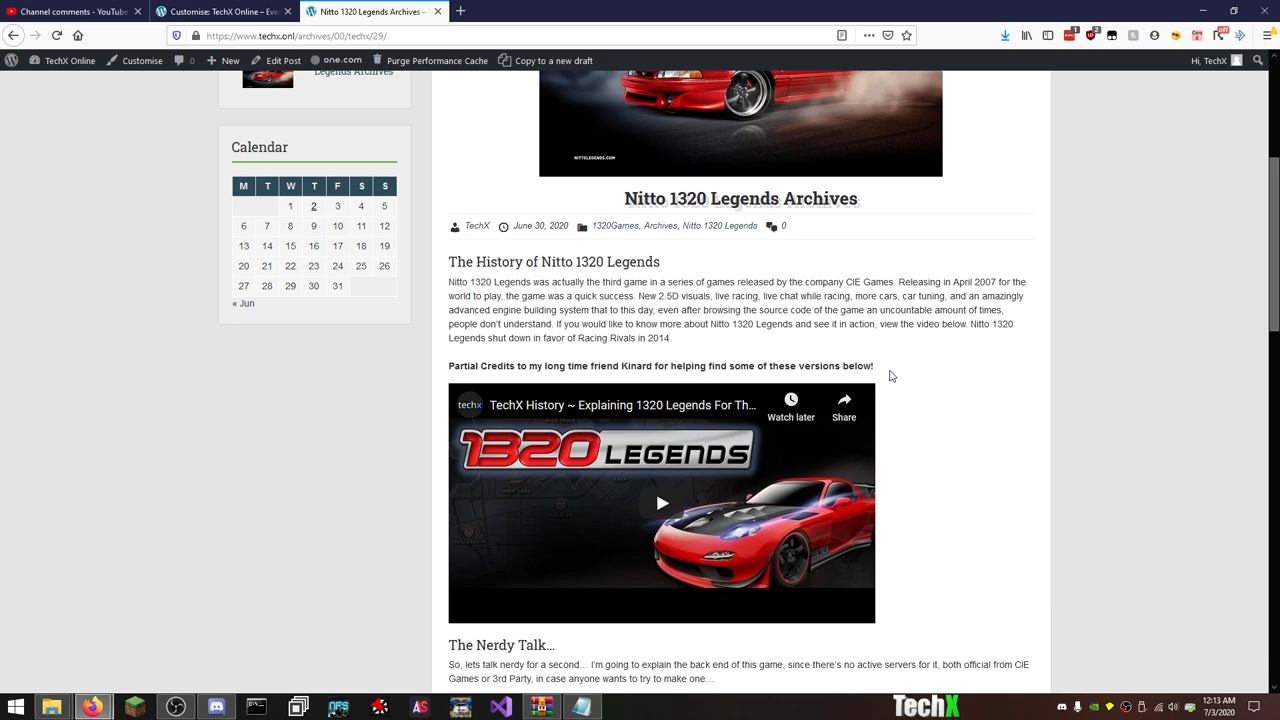 Channel comments - YouTube
Customise: TechX Online – Eve
Nitto 1320 Legends Archives –
https://www.techx.onl/archives/00/techx/29/
TechX Online
Customise
0
New
Edit Post
one.com
Purge Performance Cache
Copy to a new draft
Hi, TechX
Legends Archives
Calendar
M T W T F S S
1 2 3 4 5
6 7 8 9 10 11 12
13 14 15 16 17 18 19
20 21 22 23 24 25 26
27 28 29 30 31
« Jun
NITTOLEGENDS.COM
Nitto 1320 Legends Archives
TechX June 30, 2020 1320Games, Archives, Nitto 1320 Legends 0
The History of Nitto 1320 Legends
Nitto 1320 Legends was actually the third game in a series of games released by the company CIE Games. Releasing in April 2007 for the
world to play, the game was a quick success. New 2.5D visuals, live racing, live chat while racing, more cars, car tuning, and an amazingly
advanced engine building system that to this day, even after browsing the source code of the game an uncountable amount of times,
people don't understand. If you would like to know more about Nitto 1320 Legends and see it in action, view the video below. Nitto 1320
Legends shut down in favor of Racing Rivals in 2014.
Partial Credits to my long time friend Kinard for helping find some of these versions below!
techx
TechX History ~ Explaining 1320 Legends For Th...
Watch later
Share
1320 LEGENDS
The Nerdy Talk...
So, lets talk nerdy for a second... I'm going to explain the back end of this game, since there's no active servers for it, both official from CIE
Games or 3rd Party, in case anyone wants to try to make one...
TechX
12:13 AM
7/3/2020